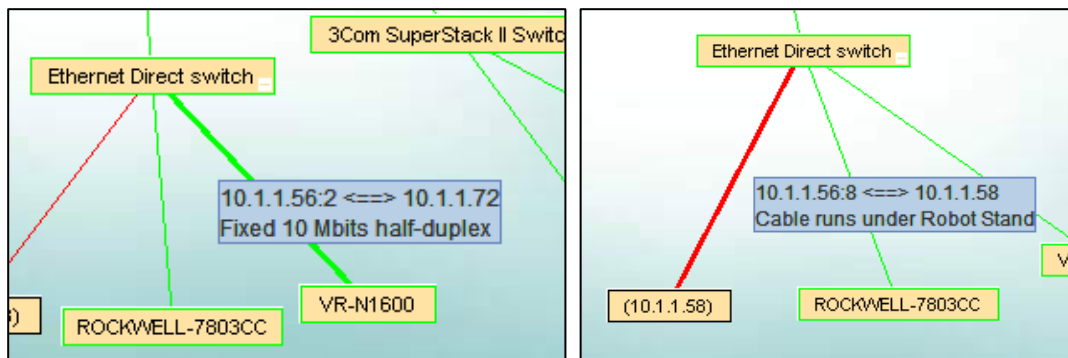 3Com SuperStack II Switc
Ethernet Direct switch
10.1.1.56:2 <==> 10.1.1.72
Fixed 10 Mbits half-duplex
VR-N1600
)
ROCKWELL-7803CC
Ethernet Direct switch
10.1.1.56:8 <==> 10.1.1.58
Cable runs under Robot Stand
V
(10.1.1.58)
ROCKWELL-7803CC